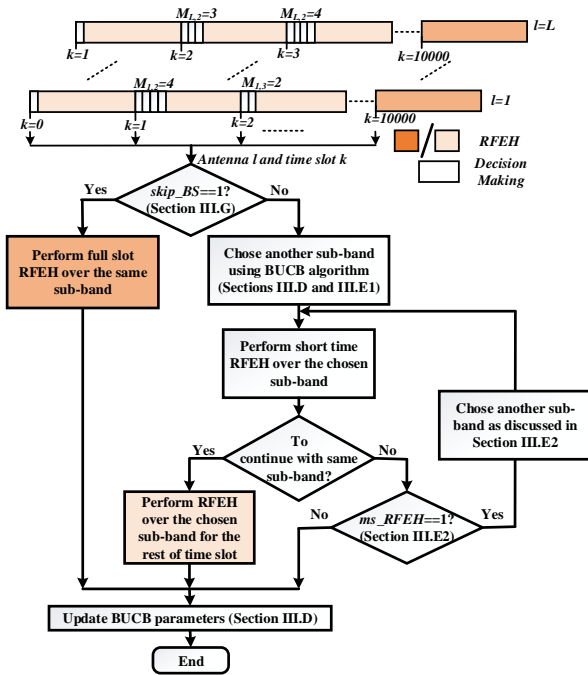 M_{L,2}=3
M_{L,2}=4
l=L
k=1
k=2
k=3
k=10000
M_{l,2}=4
M_{l,3}=2
l=1
k=0
k=1
k=2
k=10000
RFEH
Decision
Making
Antenna l and time slot k
Yes
skip_BS==1?
(Section III.G)
No
Perform full slot
RFEH over the same
sub-band
Chose another sub-band
using BUCB algorithm
(Sections III.D and III.E1)
Perform short time
RFEH over the chosen
sub-band
Chose another sub-
band as discussed in
Section III.E2
To
continue with same
sub-band?
Yes
No
Perform RFEH
over the chosen
sub-band for the
rest of time slot
No
ms_RFEH==1?
(Section III.E2)
Yes
Update BUCB parameters (Section III.D)
End